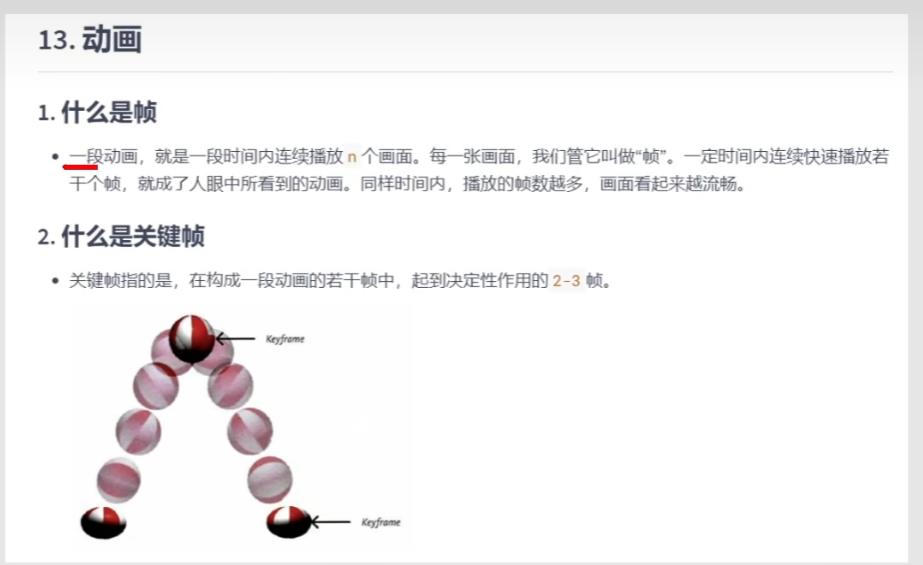 13. 动画
1. 什么是帧
• 一段动画，就是一段时间内连续播放 n 个画面。每一张画面，我们管它叫做“帧”。一定时间内连续快速播放若
干个帧，就成了人眼中所看到的动画。同样时间内，播放的帧数越多，画面看起来越流畅。
2. 什么是关键帧
• 关键帧指的是，在构成一段动画的若干帧中，起到决定性作用的 2-3 帧。
Keyframe
Keyframe